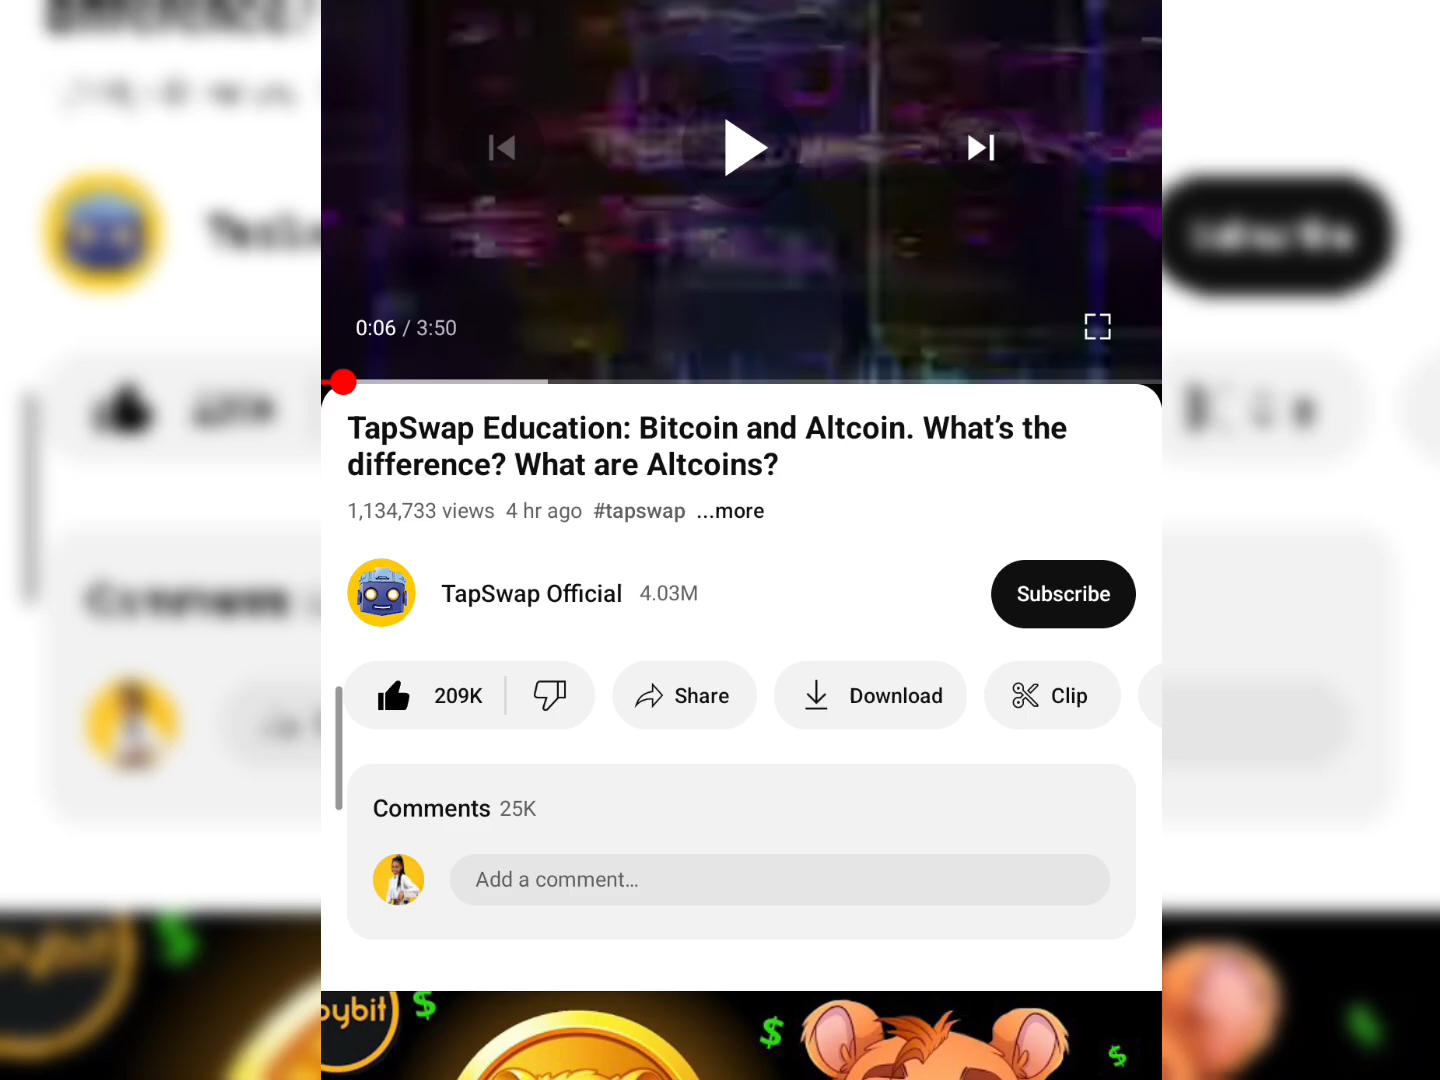 0:06 / 3:50
TapSwap Education: Bitcoin and Altcoin. What's the
difference? What are Altcoins?
1,134,733 views 4 hr ago #tapswap ...more
TapSwap Official 4.03M
Subscribe
209K
Share
Download
Clip
Comments 25K
Add a comment...
bybit
$
$
$